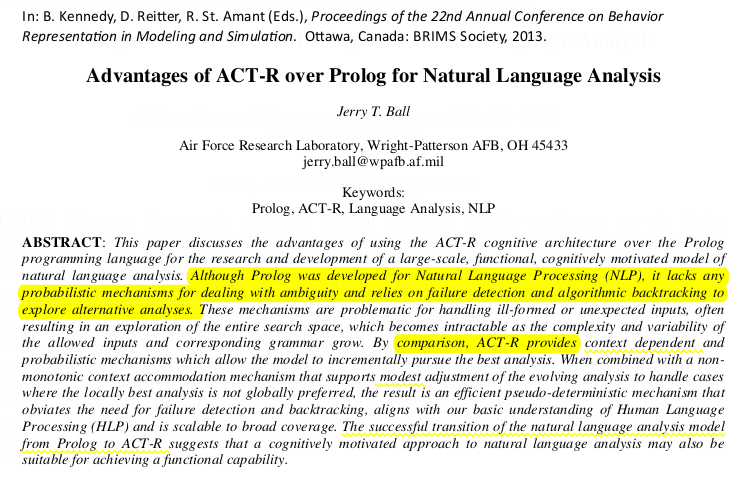 In: B. Kennedy, D. Reitter, R. St. Amant (Eds.), Proceedings of the 22nd Annual Conference on Behavior
Representation in Modeling and Simulation. Ottawa, Canada: BRIMS Society, 2013.
Advantages of ACT-R over Prolog for Natural Language Analysis
Jerry T. Ball
Air Force Research Laboratory, Wright-Patterson AFB, OH 45433
jerry.ball@wpafb.af.mil
Keywords:
Prolog, ACT-R, Language Analysis, NLP
ABSTRACT: This paper discusses the advantages of using the ACT-R cognitive architecture over the Prolog
programming language for the research and development of a large-scale, functional, cognitively motivated model of
natural language analysis. Although Prolog was developed for Natural Language Processing (NLP), it lacks any
probabilistic mechanisms for dealing with ambiguity and relies on failure detection and algorithmic backtracking to
explore alternative analyses. These mechanisms are problematic for handling ill-formed or unexpected inputs, often
resulting in an exploration of the entire search space, which becomes intractable as the complexity and variability of
the allowed inputs and corresponding grammar grow. By comparison, ACT-R provides context dependent and
probabilistic mechanisms which allow the model to incrementally pursue the best analysis. When combined with a non-
monotonic context accommodation mechanism that supports modest adjustment of the evolving analysis to handle cases
where the locally best analysis is not globally preferred, the result is an efficient pseudo-deterministic mechanism that
obviates the need for failure detection and backtracking, aligns with our basic understanding of Human Language
Processing (HLP) and is scalable to broad coverage. The successful transition of the natural language analysis model
from Prolog to ACT-R suggests that a cognitively motivated approach to natural language analysis may also be
suitable for achieving a functional capability.